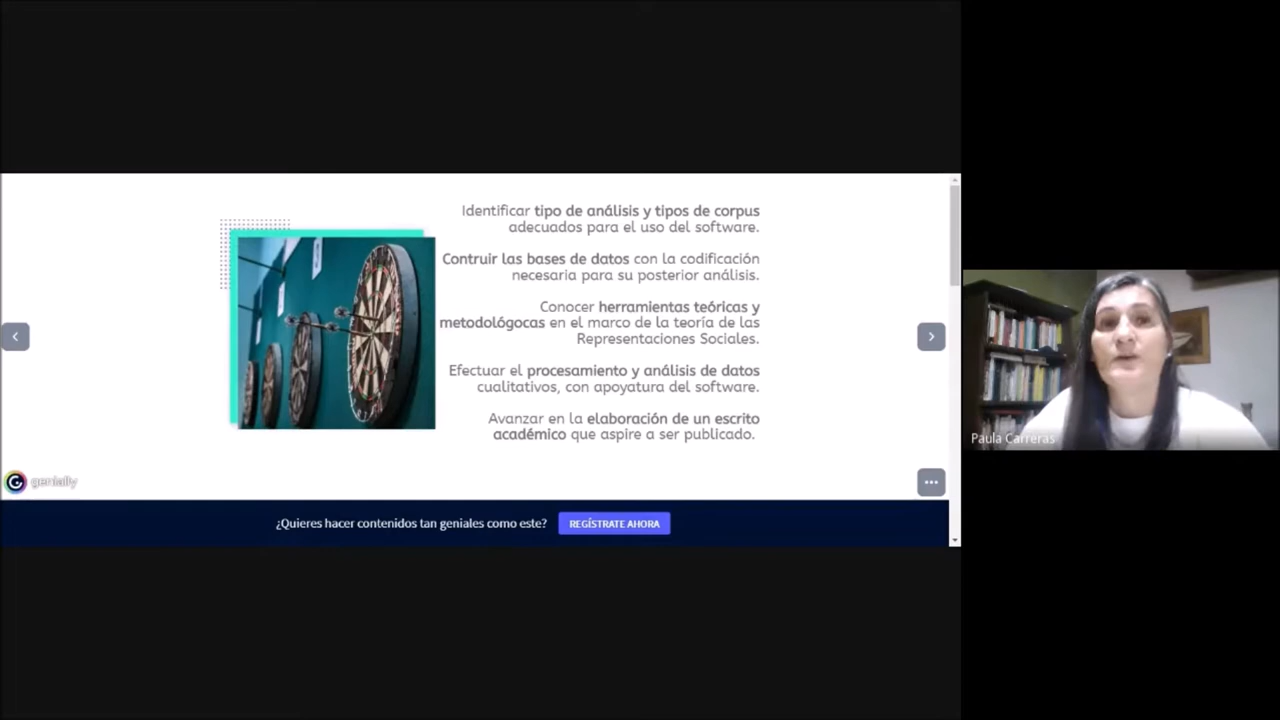 Identificar tipo de análisis y tipos de corpus
adecuados para el uso del software.
Contruir las bases de datos con la codificación
necesaria para su posterior análisis.
Conocer herramientas teóricas y
metodológocas en el marco de la teoría de las
Representaciones Sociales.
Efectuar el procesamiento y análisis de datos
cualitativos, con apoyatura del software.
Avanzar en la elaboración de un escrito
académico que aspire a ser publicado.
genially
¿Quieres hacer contenidos tan geniales como este?
REGÍSTRATE AHORA
Paula Carreras